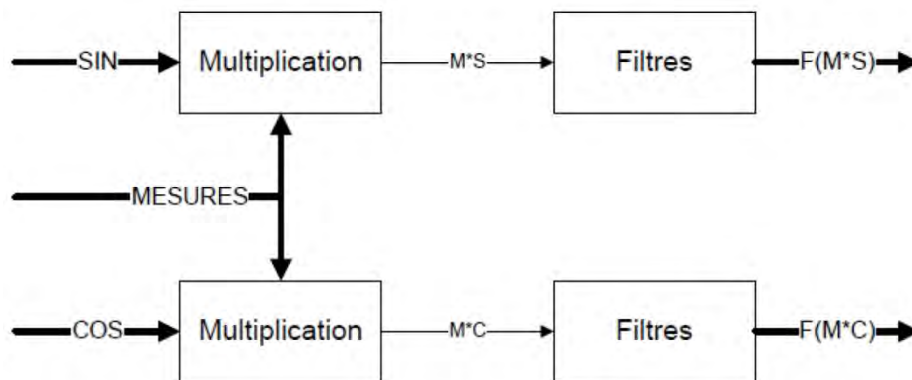 SIN
Multiplication
M*S
Filtres
F(M*S)
MESURES
COS
Multiplication
M*C
Filtres
F(M*C)